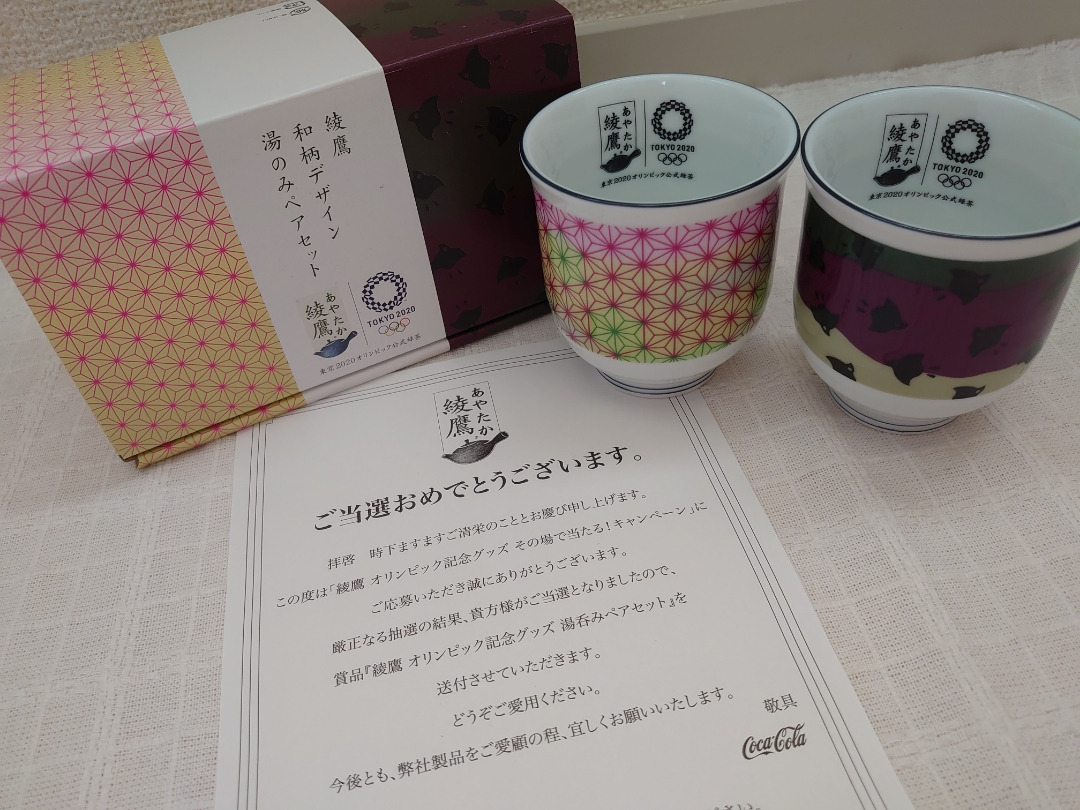 綾鷹
和柄デザイン
湯のみペアセット
あやたか
綾鷹
TOKYO 2020
東京2020オリンピック公式緑茶
あやたか
綾鷹
TOKYO 2020
東京2020オリンピック公式緑茶
あやたか
綾鷹
TOKYO 2020
東京2020オリンピック公式緑茶
あやたか
綾鷹
ご当選おめでとうございます。
拝啓 時下ますますご清栄のこととお慶び申し上げます。
この度は「綾鷹 オリンピック記念グッズ その場で当たる!キャンペーン」に
ご応募いただき誠にありがとうございます。
厳正なる抽選の結果、貴方様がご当選となりましたので、
賞品『綾鷹 オリンピック記念グッズ 湯呑みペアセット』を
送付させていただきます。
どうぞご愛用ください。
今後とも、弊社製品をご愛顧の程、宜しくお願いいたします。
敬具
Coca-Cola